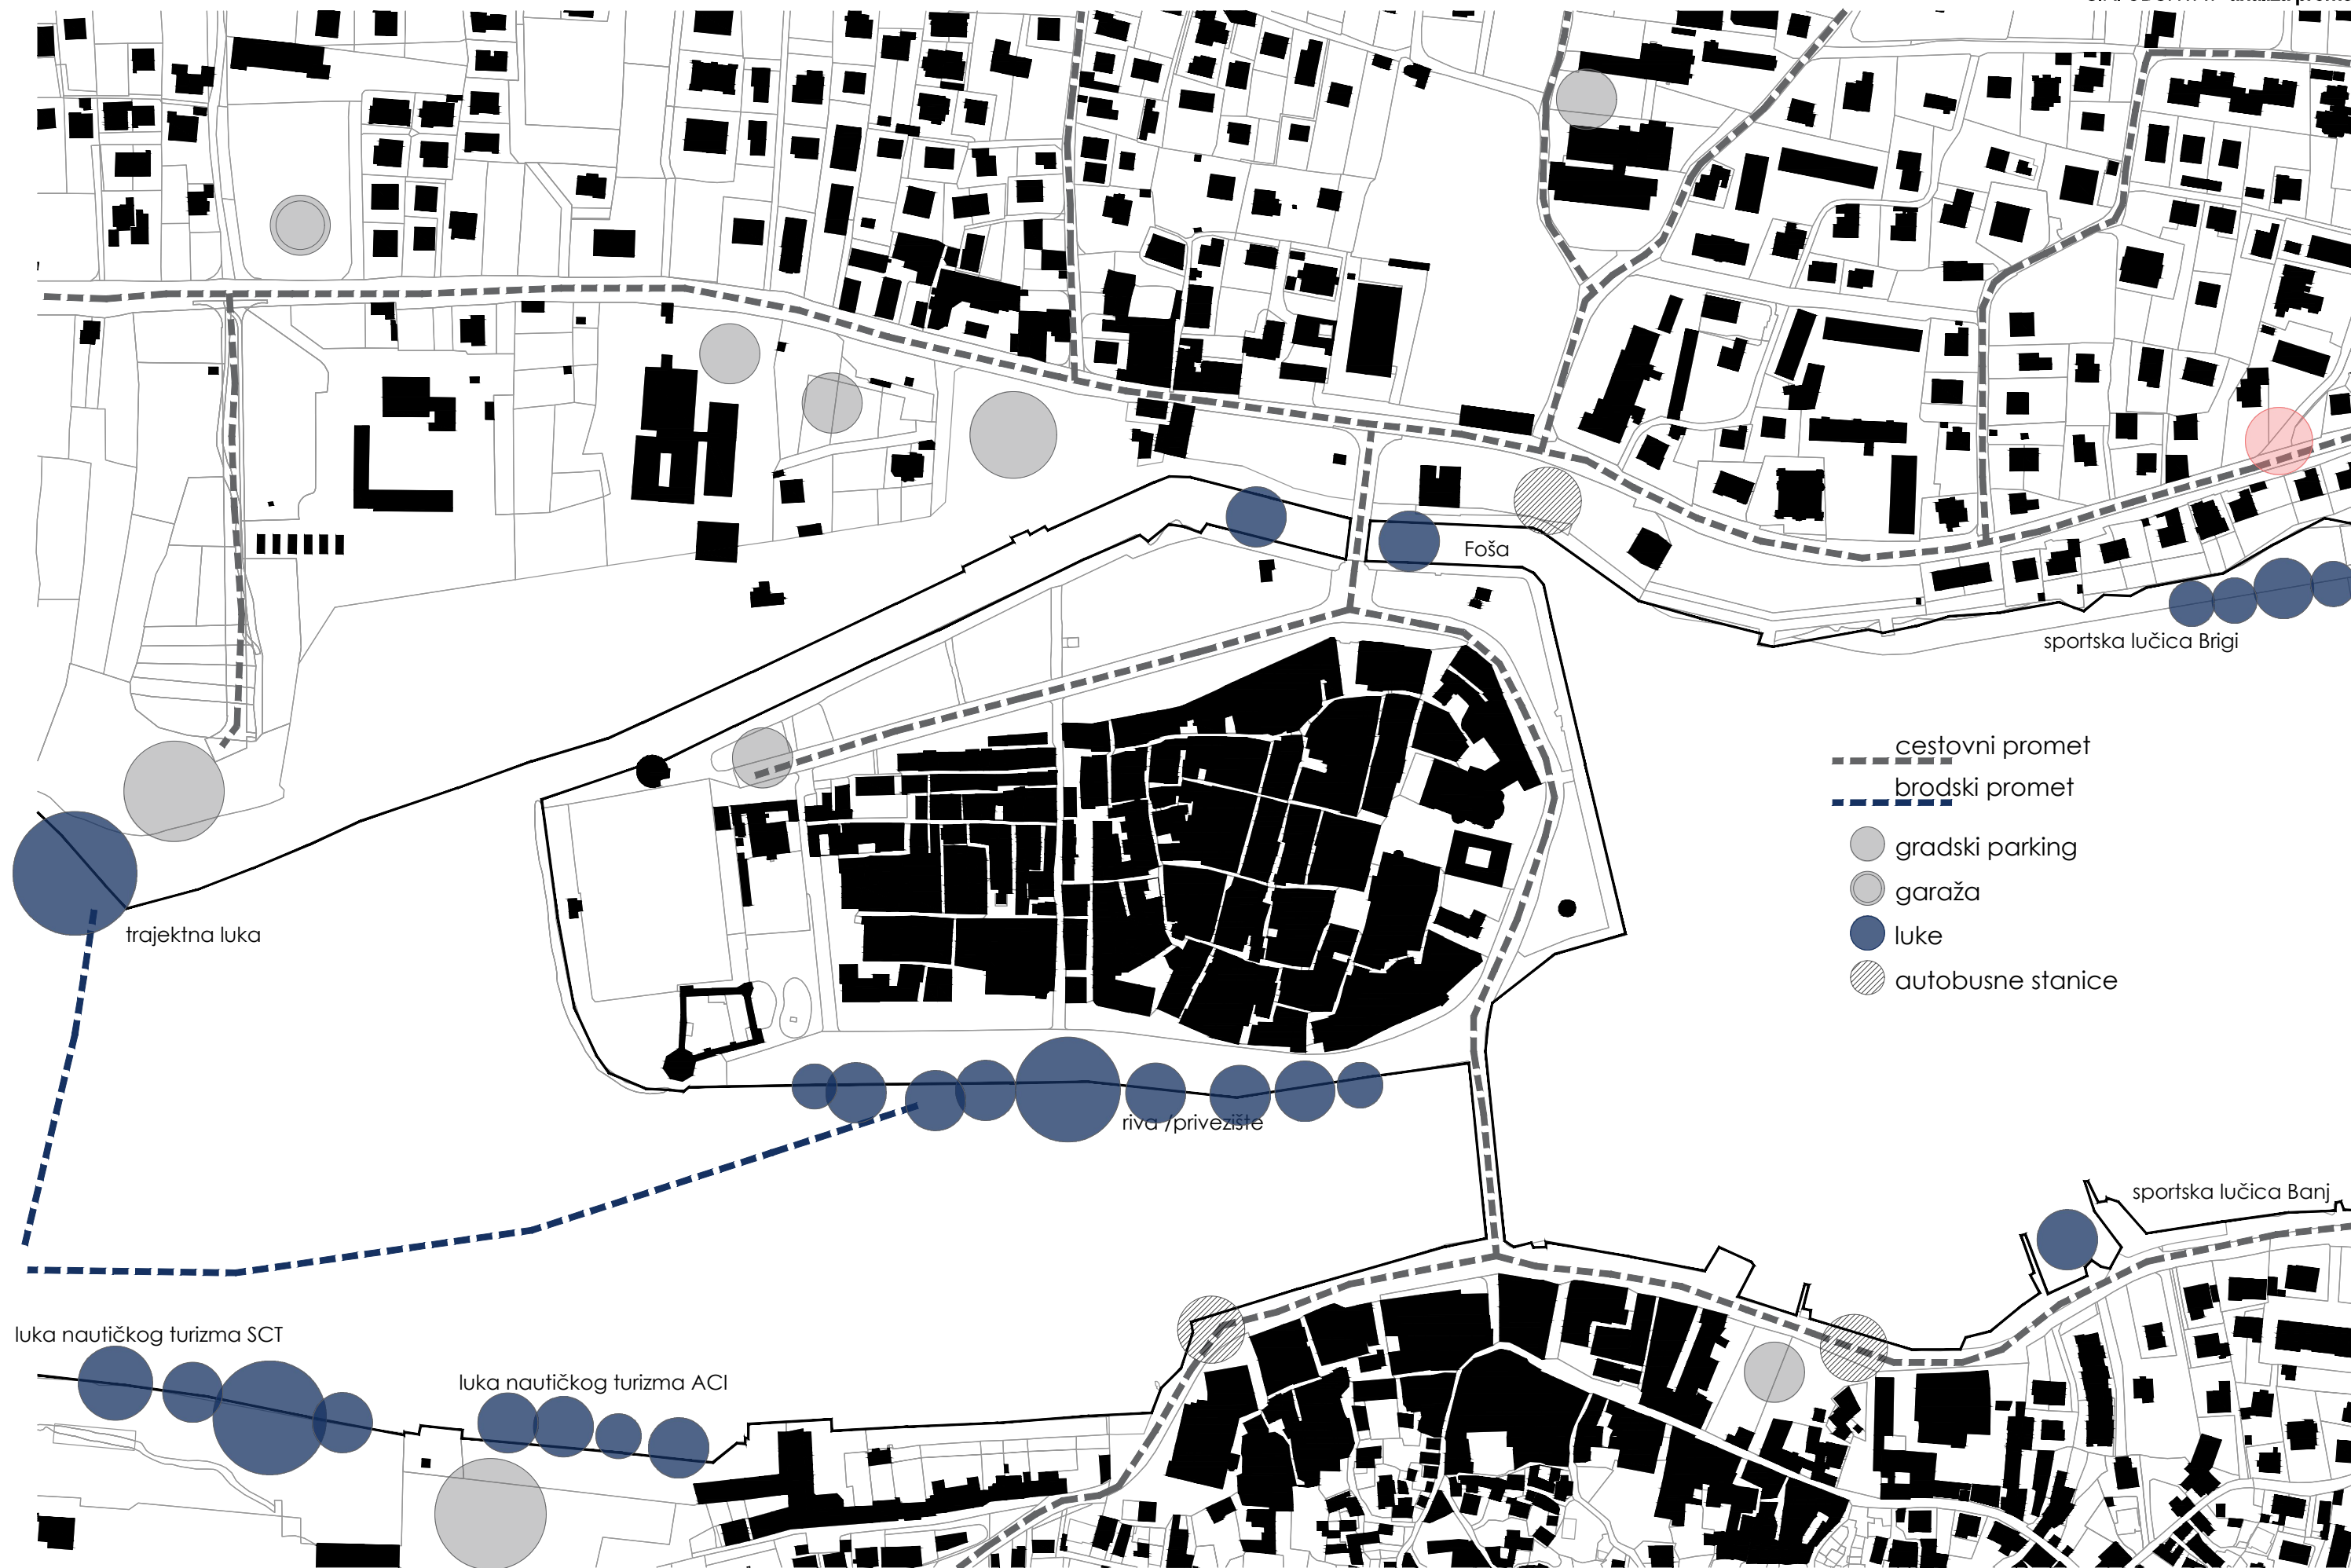 Foša
sportska lučica Brigi
cestovni promet
brodski promet
gradski parking
garaža
luke
autobusne stanice
trajektna luka
riva /privezište
sportska lučica Banj
luka nautičkog turizma SCT
luka nautičkog turizma ACI